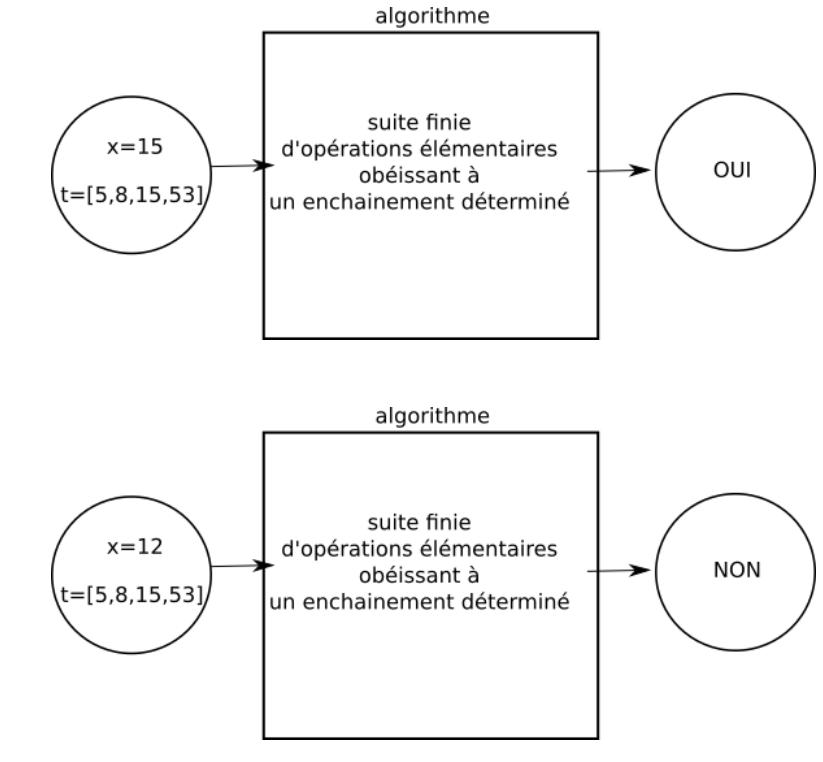 algorithme
x=15
t=[5,8,15,53]
suite finie
d'opérations élémentaires
obéissant à
un enchainement déterminé
OUI
algorithme
x=12
t=[5,8,15,53]
suite finie
d'opérations élémentaires
obéissant à
un enchainement déterminé
NON